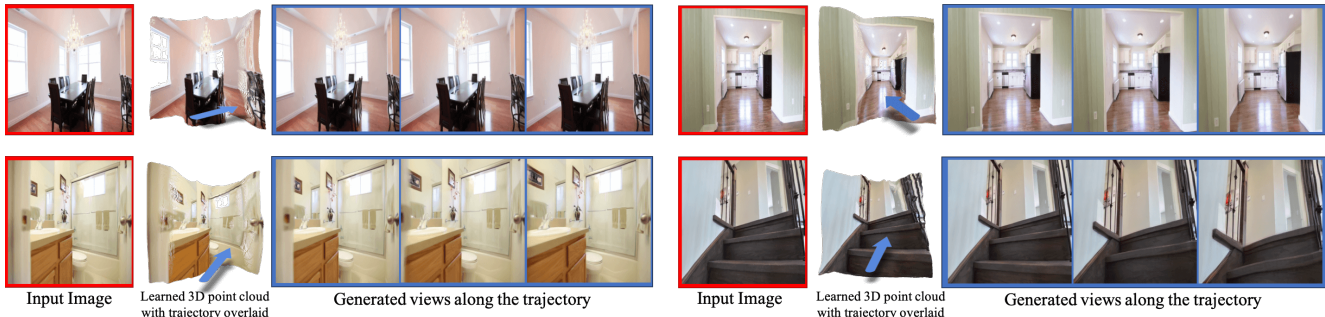 Input Image
Learned 3D point cloud
with trajectory overlaid
Generated views along the trajectory
Input Image
Learned 3D point cloud
with trajectory overlaid
Generated views along the trajectory